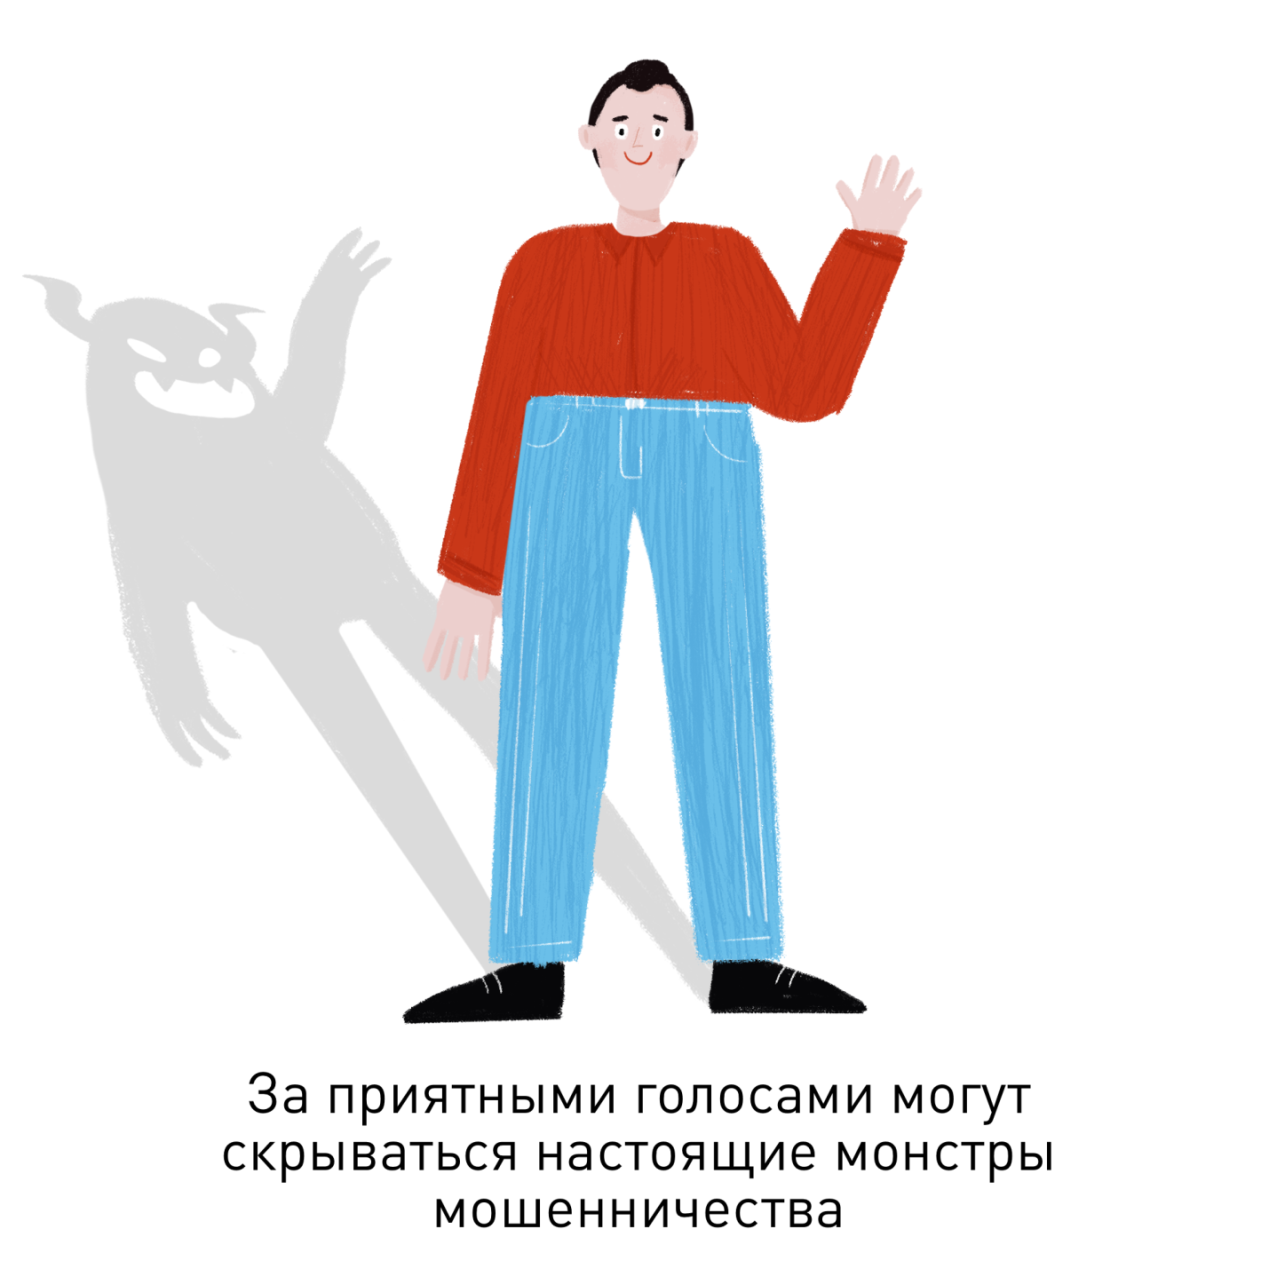 За приятными голосами могут
скрываться настоящие монстры
мошенничества